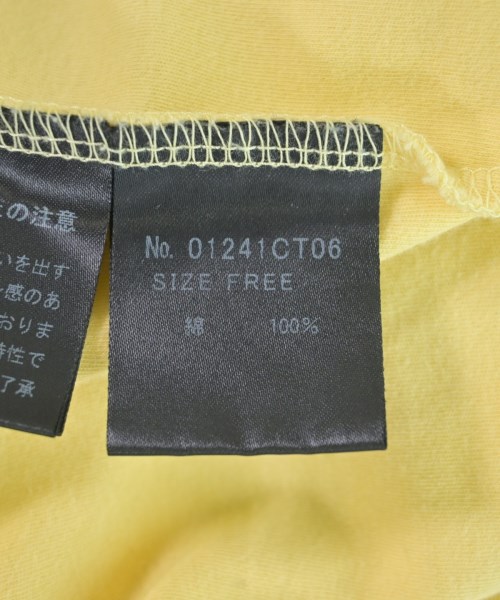 の注意
いを出す
感のあ
おりま
特性で
了承
No. 01241CT06
SIZE FREE
綿 100%